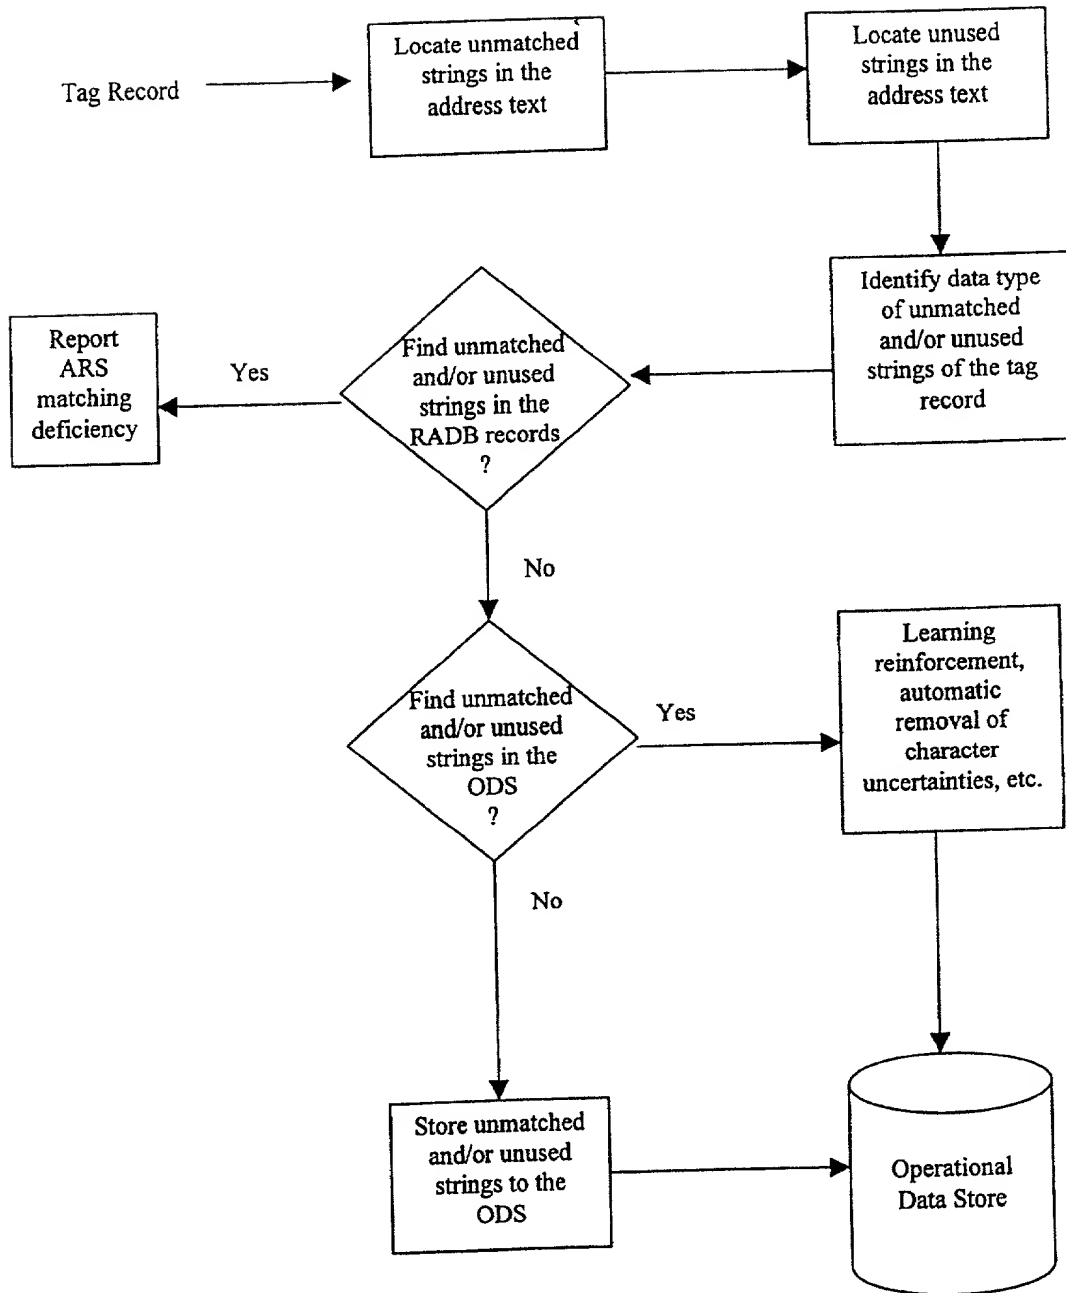 Tag Record
Locate unmatched
strings in the
address text
Locate unused
strings in the
address text
Identify data type
of unmatched
and/or unused
strings of the tag
record
Find unmatched
and/or unused
strings in the
RADB records
?
Yes
Report
ARS
matching
deficiency
No
Find unmatched
and/or unused
strings in the
ODS
?
Yes
Learning
reinforcement,
automatic
removal of
character
uncertainties, etc.
No
Store unmatched
and/or unused
strings to the
ODS
Operational
Data Store